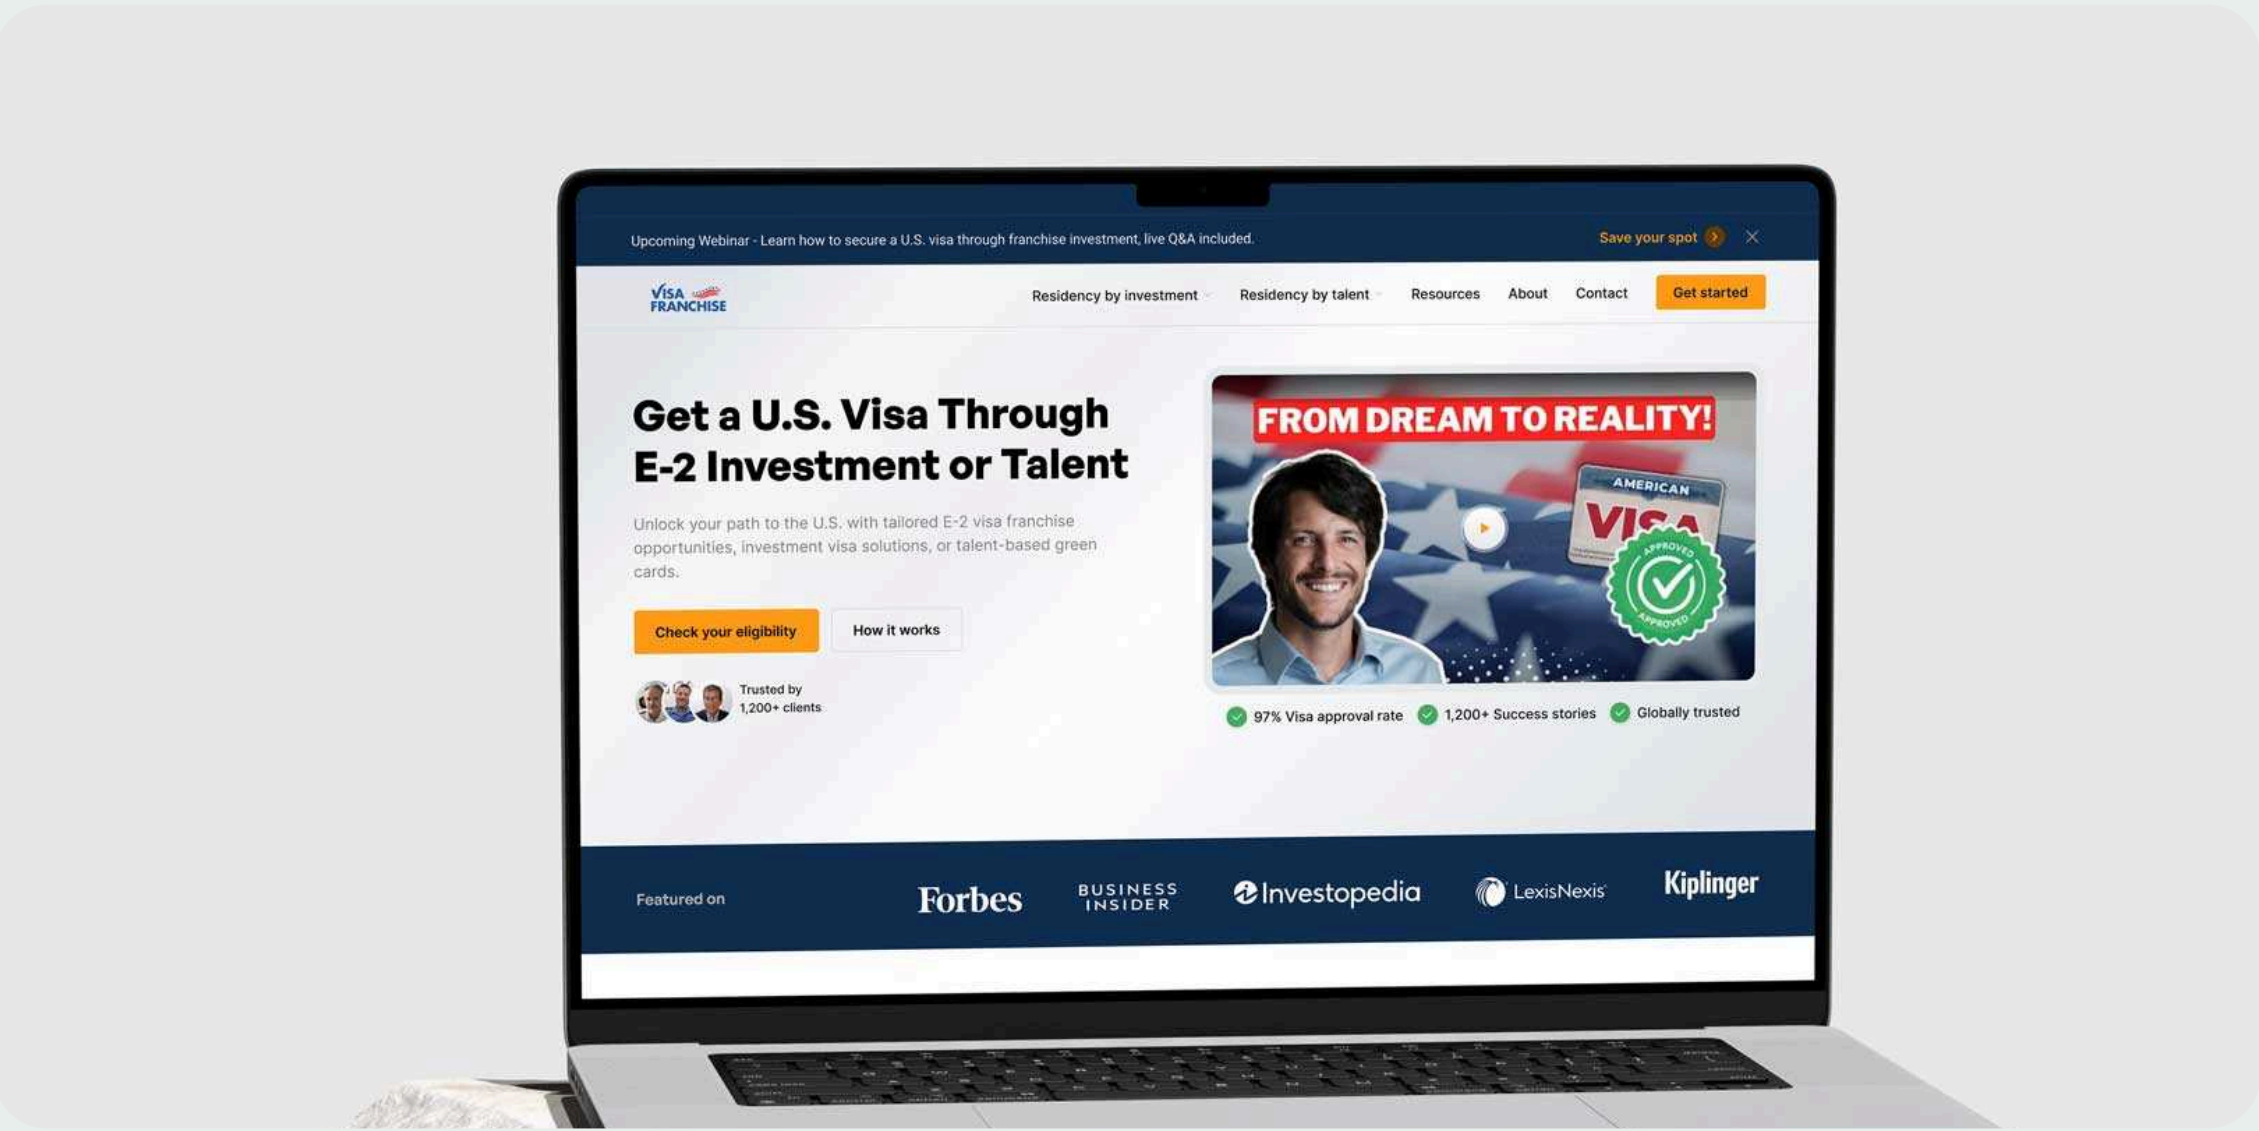 Upcoming Webinar - Learn how to secure a U.S. visa through franchise investment, live Q&A included.
Save your spot
VISA
FRANCHISE
Residency by investment
Residency by talent
Resources
About
Contact
Get started
Get a U.S. Visa Through
E-2 Investment or Talent
Unlock your path to the U.S. with tailored E-2 visa franchise
opportunities, investment visa solutions, or talent-based green
cards.
Check your eligibility
How it works
Trusted by
1,200+ clients
FROM DREAM TO REALITY!
AMERICAN
VISA
APPROVED
APPROVED
97% Visa approval rate
1,200+ Success stories
Globally trusted
Featured on
Forbes
BUSINESS
INSIDER
Investopedia
LexisNexis
Kiplinger